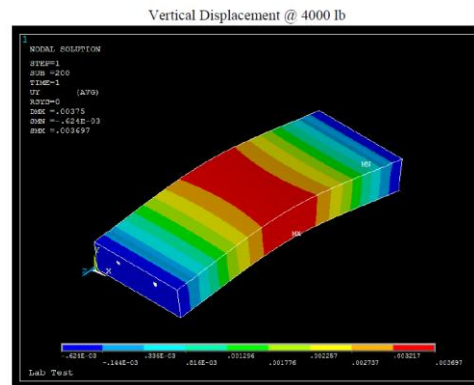 Vertical Displacement @ 4000 lb
1
NODAL SOLUTION
STEP=1
SUB =200
TIME=1
UY (AVG)
RSYS=0
DMX =.00375
SMN =-.624E-03
SMX =.003697
MN
MX
Z X
-.624E-03 .336E-03 .001296 .002257 .003217
-.144E-03 .816E-03 .001776 .002737 .003697
Lab Test